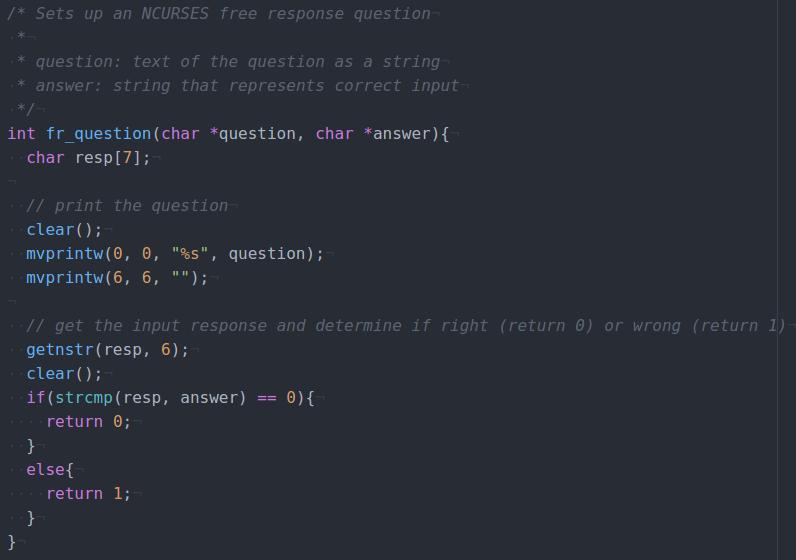 /* Sets up an NCURSES free response question
 *
 * question: text of the question as a string
 * answer: string that represents correct input
 */
int fr_question(char *question, char *answer){
  char resp[7];

  // print the question
  clear();
  mvprintw(0, 0, "%s", question);
  mvprintw(6, 6, "");

  // get the input response and determine if right (return 0) or wrong (return 1)
  getnstr(resp, 6);
  clear();
  if(strcmp(resp, answer) == 0){
    return 0;
  }
  else{
    return 1;
  }
}